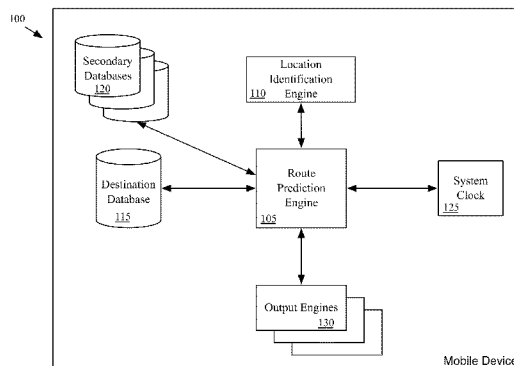 100
Secondary
Databases
120
Location
Identification
Engine
110
Destination
Database
115
Route
Prediction
Engine
105
System
Clock
125
Output Engines
130
Mobile Device